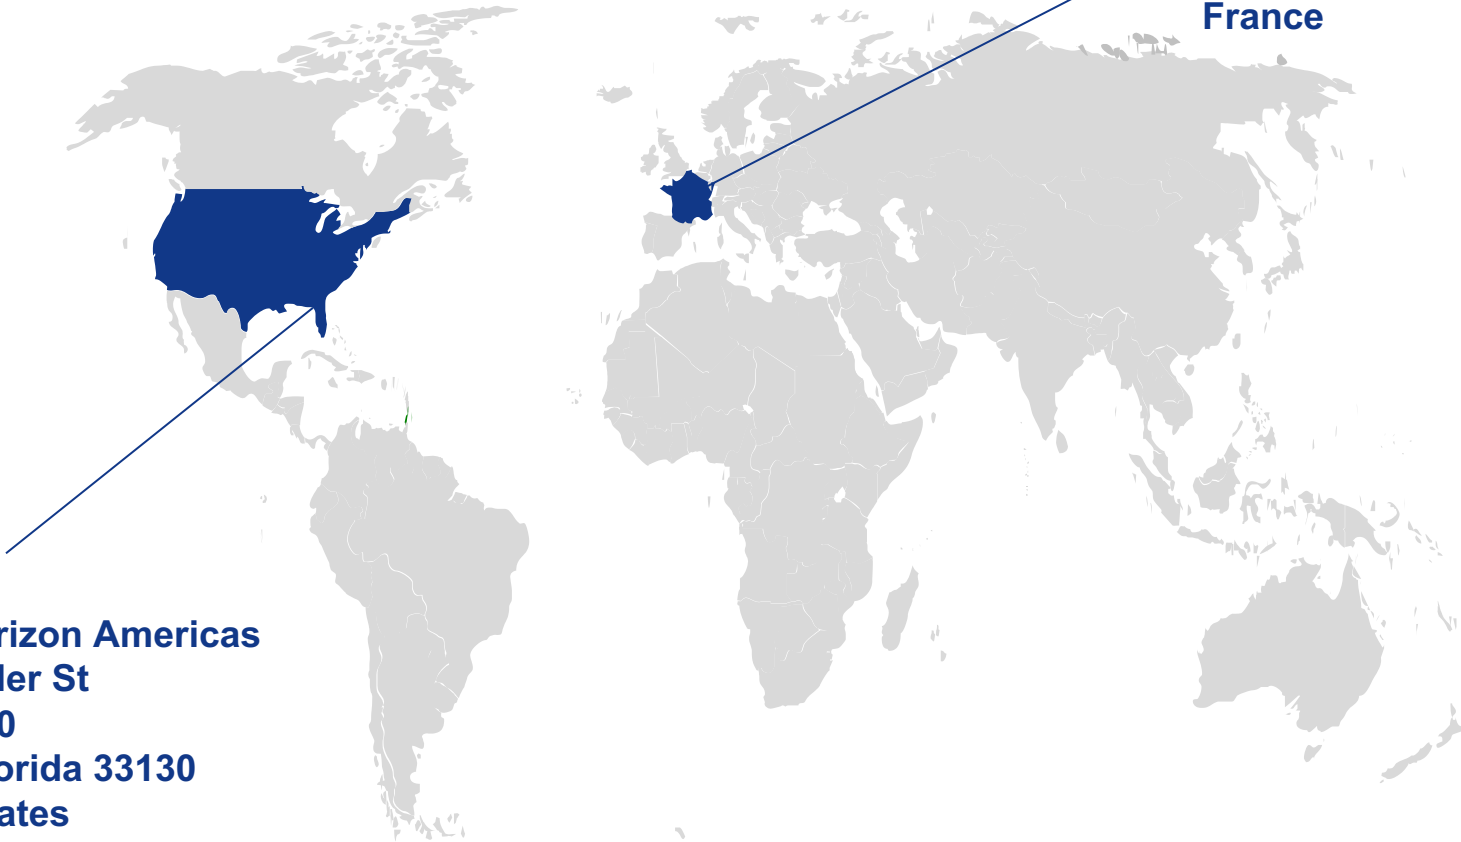 France
rizon Americas
ler St
0
orida 33130
ates